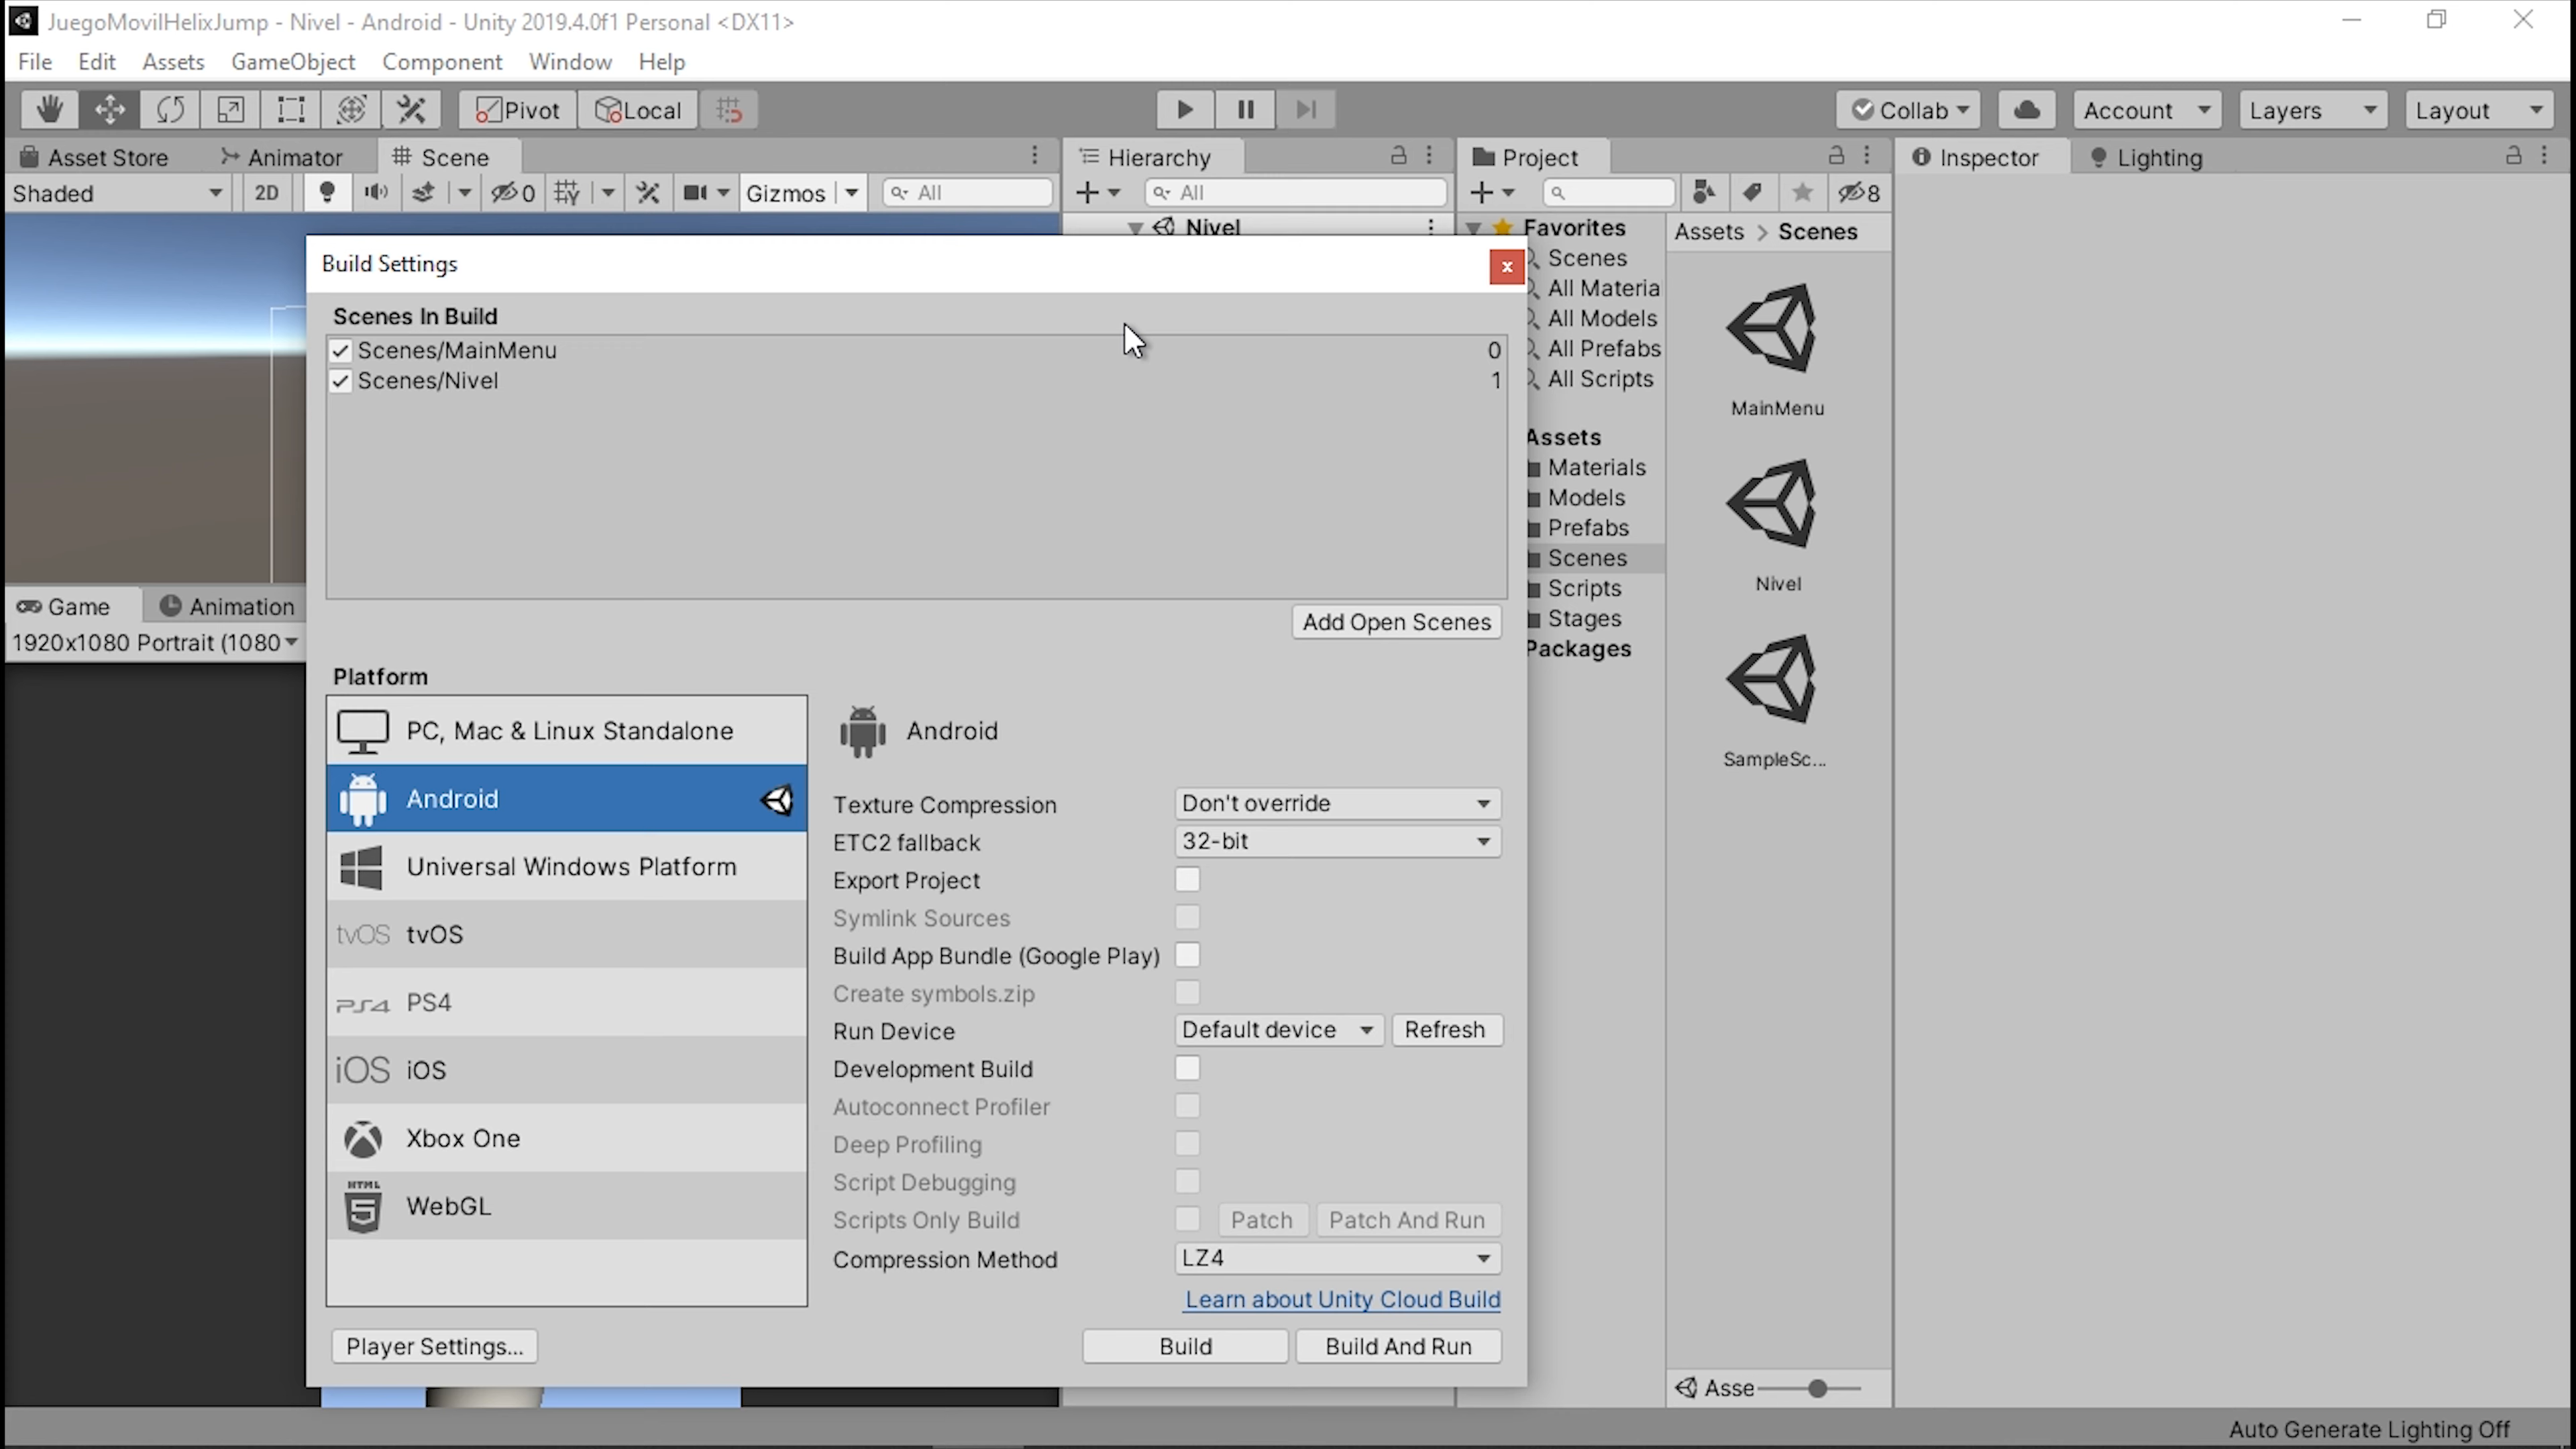 JuegoMovilHelixJump - Nivel - Android - Unity 2019.4.0f1 Personal <DX11>
File Edit Assets GameObject Component Window Help
Pivot Local Collab Account Layers Layout
Asset Store Animator Scene Hierarchy Project Inspector Lighting
Shaded 2D 0 Gizmos All All 8
Nivel
Favorites
Assets > Scenes
Scenes
All Materia
All Models
All Prefabs
All Scripts
Assets
Materials
Models
Prefabs
Scenes
Scripts
Stages
Packages
MainMenu
Nivel
SampleSc...
Asse
Build Settings
x
Scenes In Build
Scenes/MainMenu 0
Scenes/Nivel 1
Add Open Scenes
Game Animation
1920x1080 Portrait (1080
Platform
PC, Mac & Linux Standalone
Android
Universal Windows Platform
tvOS tvOS
PS4 PS4
iOS iOS
Xbox One
HTML 5 WebGL
Android
Texture Compression Don't override
ETC2 fallback 32-bit
Export Project
Symlink Sources
Build App Bundle (Google Play)
Create symbols.zip
Run Device Default device Refresh
Development Build
Autoconnect Profiler
Deep Profiling
Script Debugging
Scripts Only Build Patch Patch And Run
Compression Method LZ4
Learn about Unity Cloud Build
Player Settings... Build Build And Run
Auto Generate Lighting Off